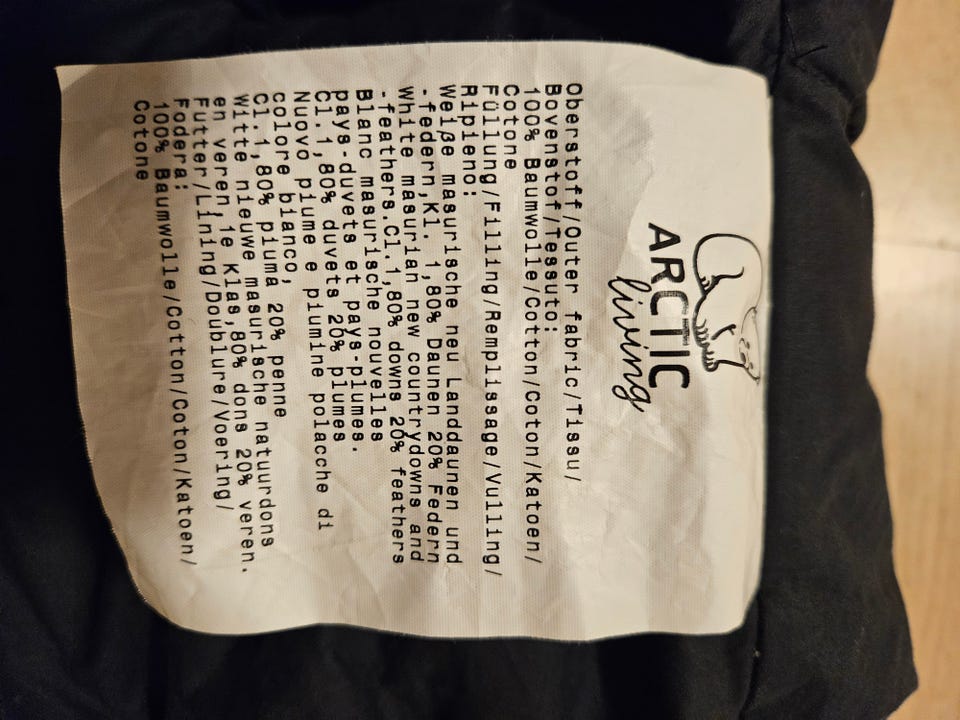 ARCTIC
living
Oberstoff/Outer fabric/Tissu/
Bovenstof/Tessuto:
100% Baumwolle/Cotton/Coton/Katoen/
Cotone
Füllung/Filling/Remplissage/Vulling/
Ripieno:
Weiße masurische neu Landdaunen und
-federn.Kl. 1,80% Daunen 20% Federn
White masurian new countrydowns and
-feathers.Cl.1,80% downs 20% feathers
Blanc masurische nouvelles
pays-duvets et pays-plumes.
Cl.1,80% duvets 20% plumes
Nuovo piume e piumine polacche di
colore bianco,
Cl.1,80% piuma 20% penne
witte nieuwe masurische natuurdons
en veren,1e Klas,80% dons 20% veren.
Futter/Lining/Doublure/Voering/
Fodera:
100% Baumwolle/Cotton/Coton/Katoen/
Cotone